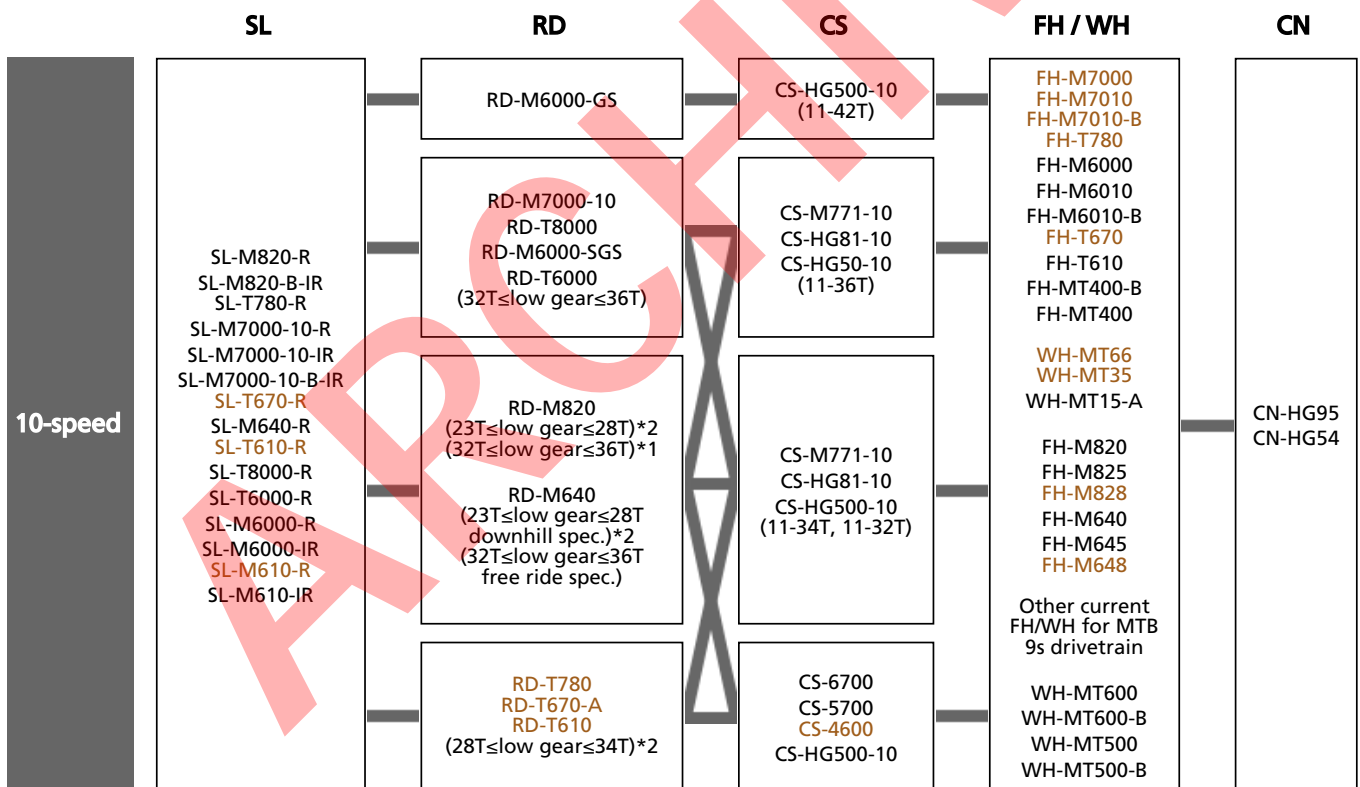 SL
RD
CS
FH / WH
CN
10-speed
SL-M820-R
SL-M820-B-IR
SL-T780-R
SL-M7000-10-R
SL-M7000-10-IR
SL-M7000-10-B-IR
SL-T670-R
SL-M640-R
SL-T610-R
SL-T8000-R
SL-T6000-R
SL-M6000-R
SL-M6000-IR
SL-M610-R
SL-M610-IR
RD-M6000-GS
RD-M7000-10
RD-T8000
RD-M6000-SGS
RD-T6000
(32T≤low gear≤36T)
RD-M820
(23T≤low gear≤28T)*2
(32T≤low gear≤36T)*1
RD-M640
(23T≤low gear≤28T
downhill spec.)*2
(32T≤low gear≤36T
free ride spec.)
RD-T780
RD-T670-A
RD-T610
(28T≤low gear≤34T)*2
CS-HG500-10
(11-42T)
CS-M771-10
CS-HG81-10
CS-HG50-10
(11-36T)
CS-M771-10
CS-HG81-10
CS-HG500-10
(11-34T, 11-32T)
CS-6700
CS-5700
CS-4600
CS-HG500-10
FH-M7000
FH-M7010
FH-M7010-B
FH-T780
FH-M6000
FH-M6010
FH-M6010-B
FH-T670
FH-T610
FH-MT400-B
FH-MT400
WH-MT66
WH-MT35
WH-MT15-A
FH-M820
FH-M825
FH-M828
FH-M640
FH-M645
FH-M648
Other current
FH/WH for MTB
9s drivetrain
WH-MT600
WH-MT600-B
WH-MT500
WH-MT500-B
CN-HG95
CN-HG54